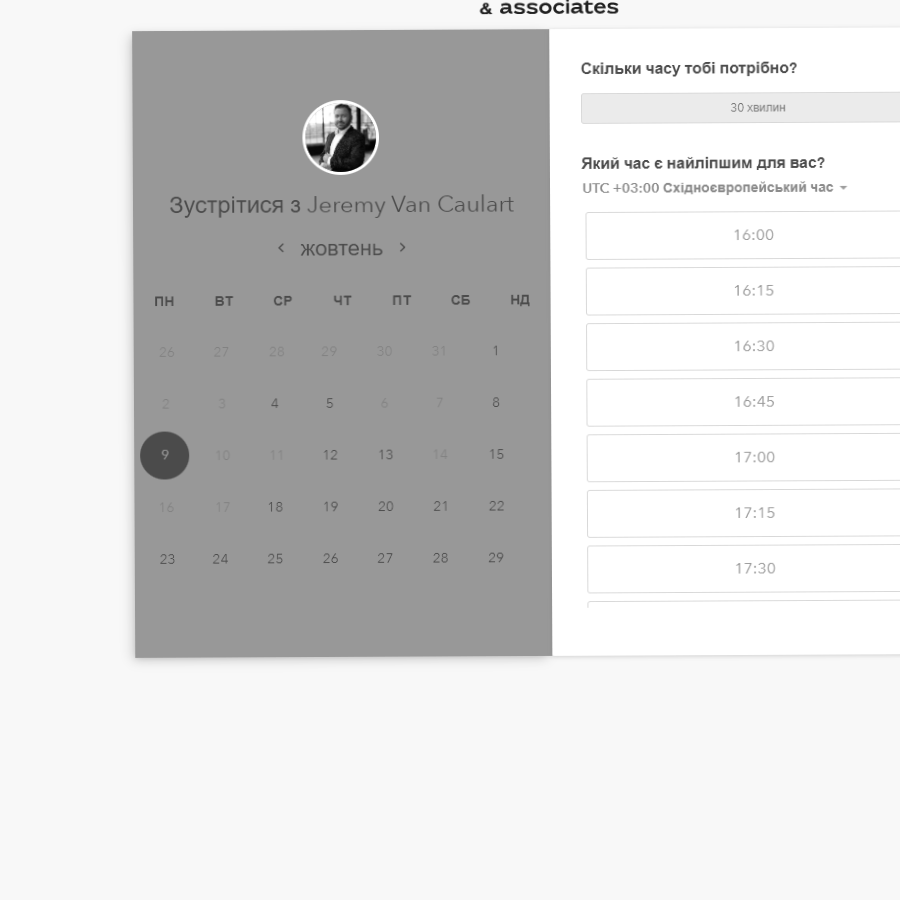 & associates
Зустрітися з Jeremy Van Caulart
жовтень
ПН ВТ СР ЧТ ПТ СБ НД
26 27 28 29 30 31 1
2 3 4 5 6 7 8
9 10 11 12 13 14 15
16 17 18 19 20 21 22
23 24 25 26 27 28 29
Скільки часу тобі потрібно?
30 хвилин
Який час є найліпшим для вас?
UTC +03:00 Східноєвропейський час
16:00
16:15
16:30
16:45
17:00
17:15
17:30